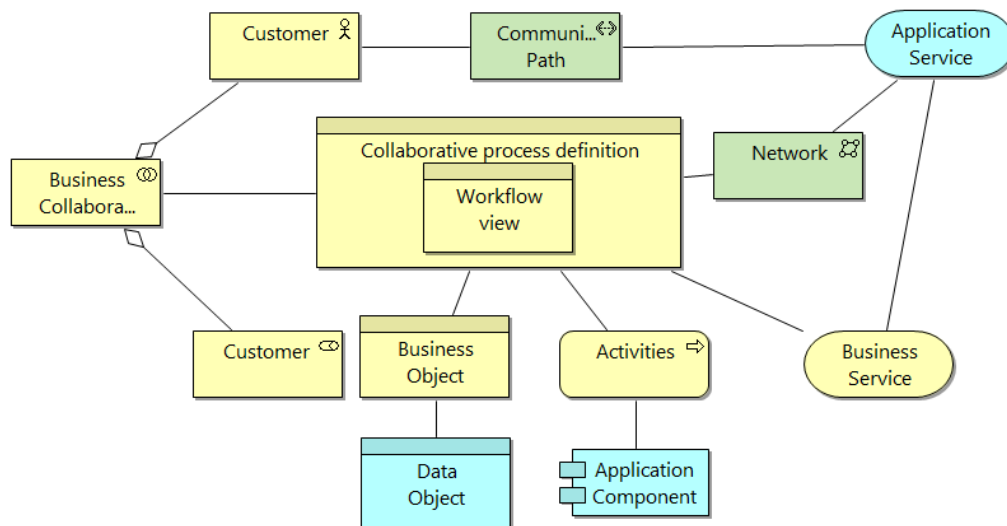 Customer
Communi...
Path
Application
Service
Collaborative process definition
Network
Business
Collabora...
Workflow
view
Customer
Business
Object
Activities
Business
Service
Data
Object
Application
Component